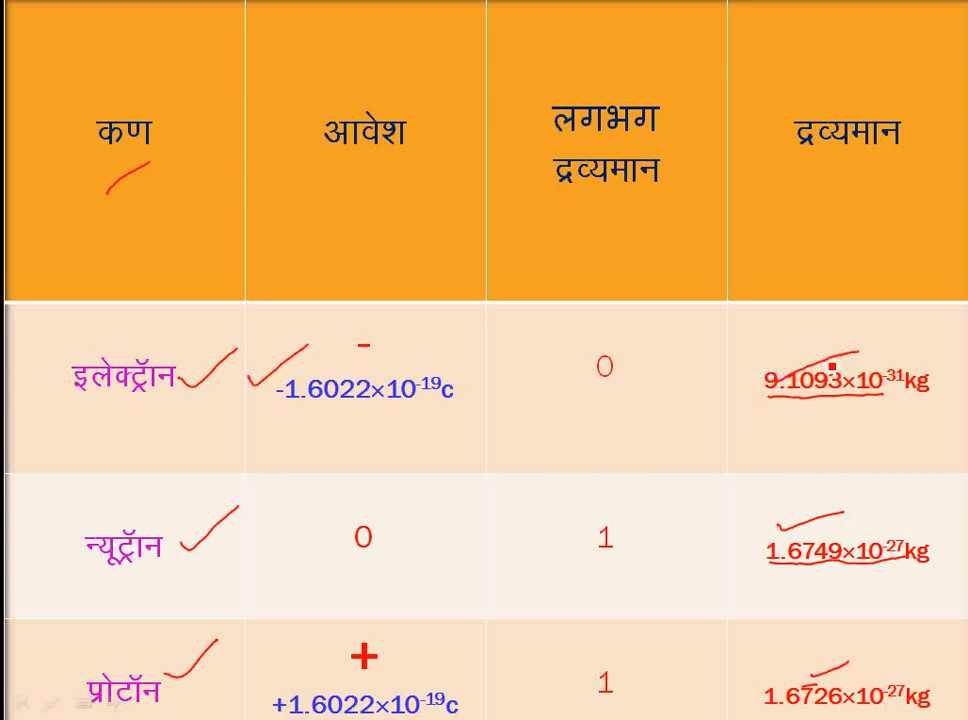 कण
आवेश
लगभग
द्रव्यमान
द्रव्यमान
इलेक्ट्रॅान
-
-1.6022×10-19c
0
9.1093×10-31kg
न्यूट्रॅान
0
1
1.6749×10-27kg
प्रोटॉन
+
+1.6022×10-19c
1
1.6726×10-27kg